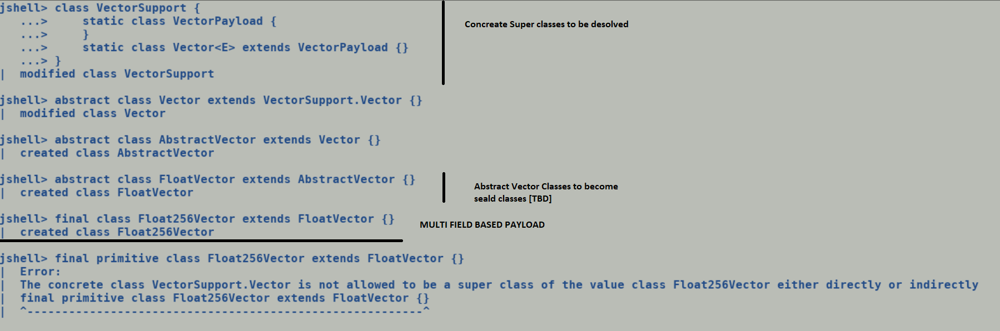 jshell> class VectorSupport {
   ...>     static class VectorPayload {
   ...>     }
   ...>     static class Vector<E> extends VectorPayload {}
   ...> }
|  modified class VectorSupport
Concreate Super classes to be desolved
jshell> abstract class Vector extends VectorSupport.Vector {}
|  modified class Vector
jshell> abstract class AbstractVector extends Vector {}
|  created class AbstractVector
jshell> abstract class FloatVector extends AbstractVector {}
|  created class FloatVector
Abstract Vector Classes to become
seald classes [TBD]
jshell> final class Float256Vector extends FloatVector {}
|  created class Float256Vector
MULTI FIELD BASED PAYLOAD
jshell> final primitive class Float256Vector extends FloatVector {}
|  Error:
|  The concrete class VectorSupport.Vector is not allowed to be a super class of the value class Float256Vector either directly or indirectly
|  final primitive class Float256Vector extends FloatVector {}
|  ^---------------------------------------------------------^